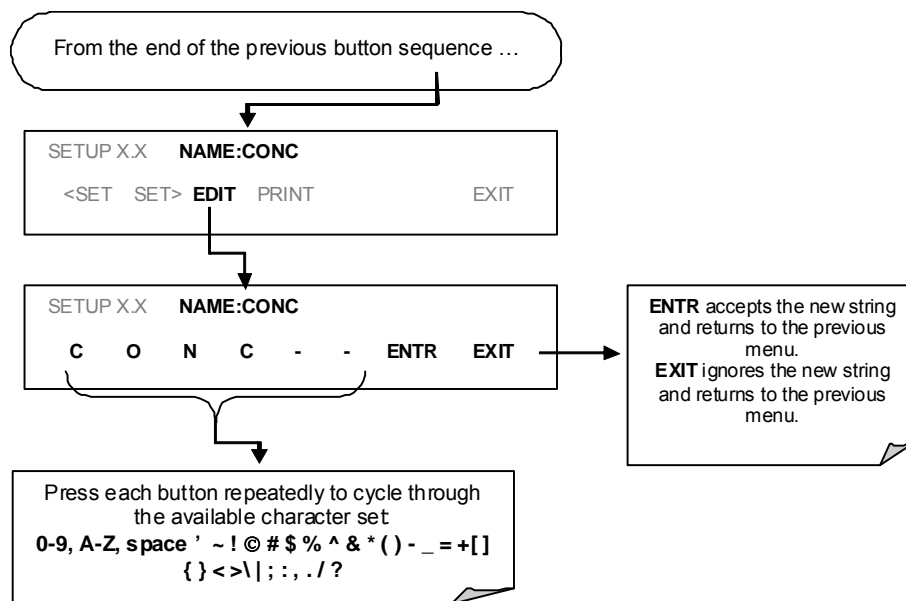 From the end of the previous button sequence …
SETUP X.X NAME:CONC
<SET SET> EDIT PRINT EXIT
SETUP X.X NAME:CONC
C O N C - - ENTR EXIT
ENTR accepts the new string
and returns to the previous
menu.
EXIT ignores the new string
and returns to the previous
menu.
Press each button repeatedly to cycle through
the available character set
0-9, A-Z, space ’ ~ ! © # $ % ^ & * ( ) - _ = +[ ]
{ } < >\ | ; : , . / ?